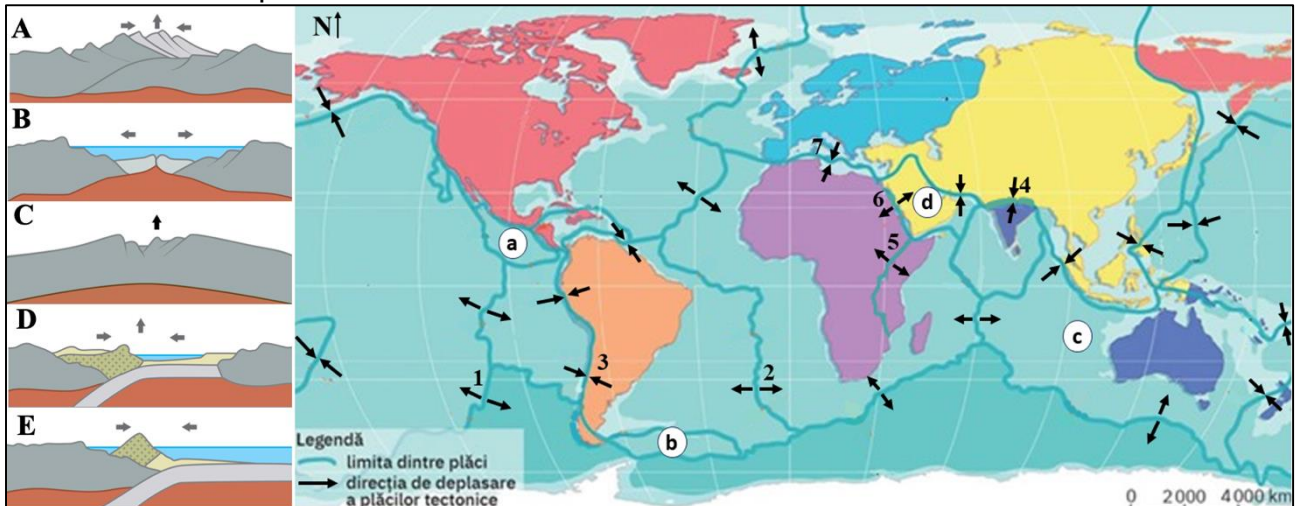 A
B
C
D
E
N↑
7
4
6
d
a
5
c
3
1
2
b
Legendă
limita dintre plăci
direcția de deplasare
a plăcilor tectonice
0 2000 4000 km